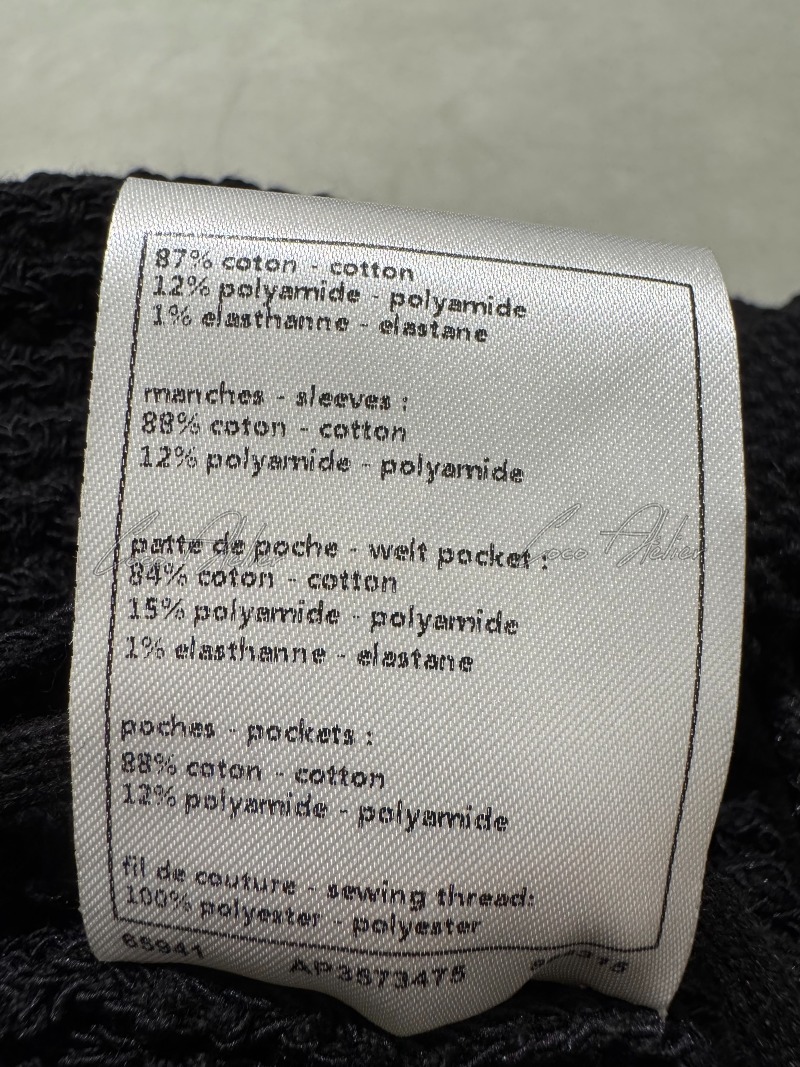 87% coton - cotton
12% polyamide - polyamide
1% elasthanne - elastane
manches - sleeves :
88% coton - cotton
12% polyamide - polyamide
patte de poche - welt pocket :
84% coton - cotton
15% polyamide - polyamide
1% elasthanne - elastane
poches - pockets :
88% coton - cotton
12% polyamide - polyamide
fil de couture - sewing thread:
100% polyester - polyester
AP3873475